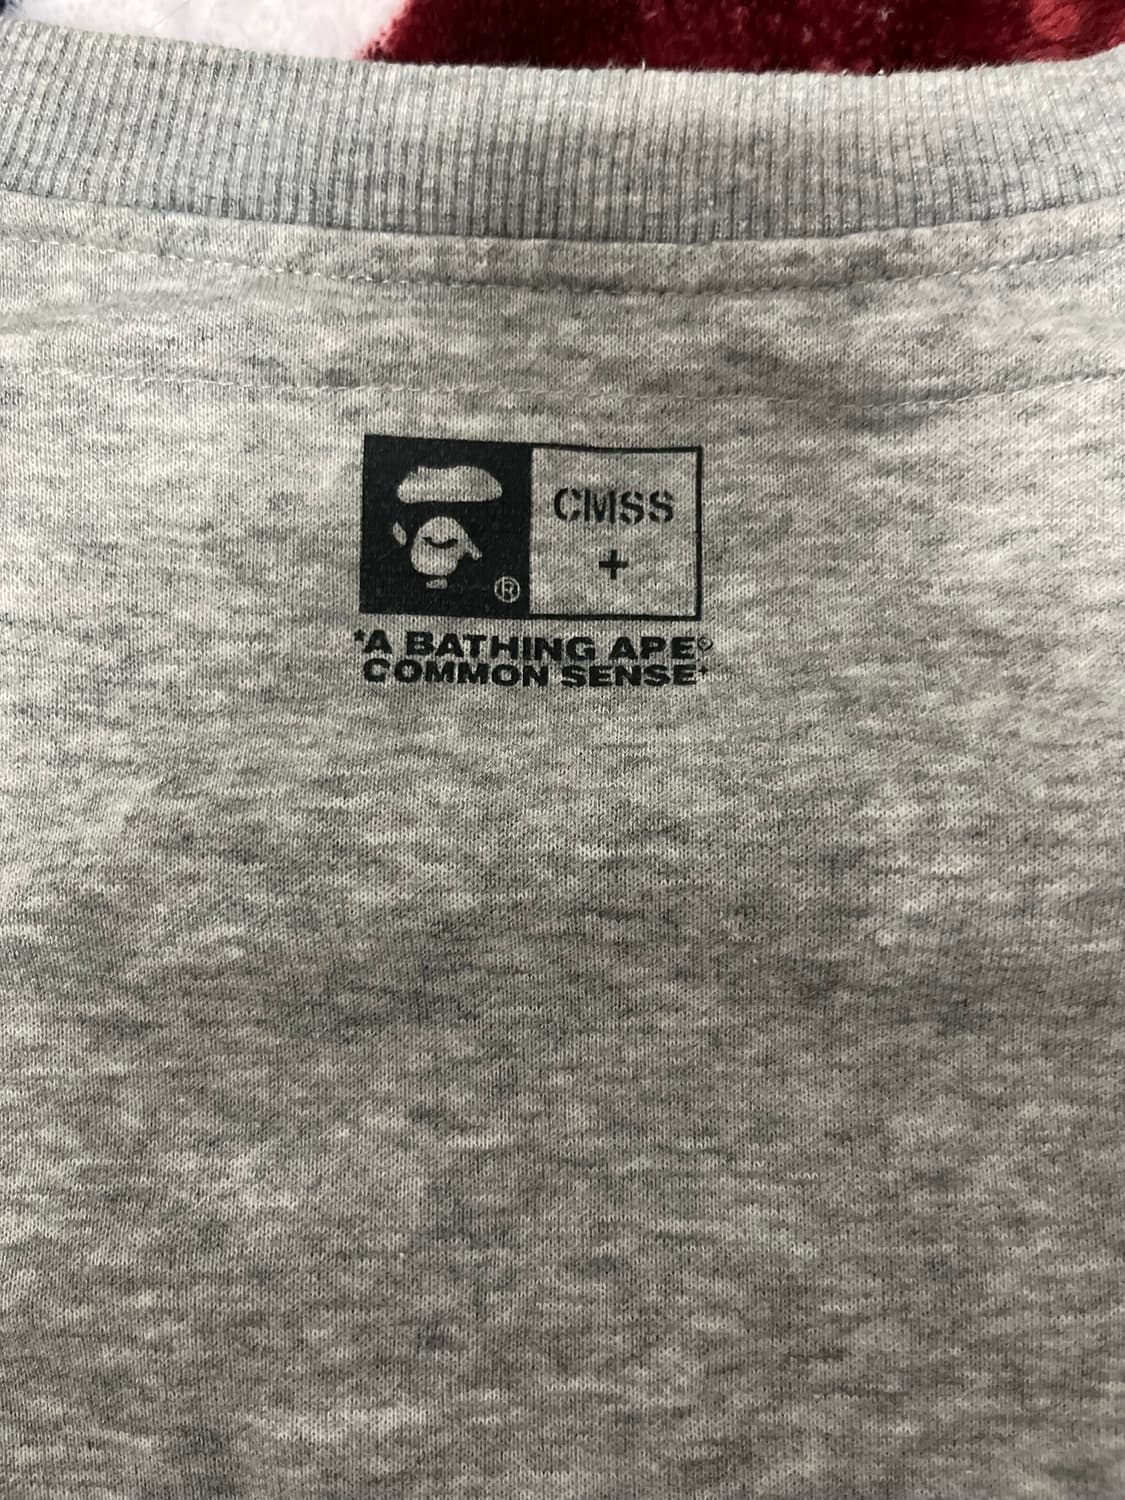 CMSS
+
®
*A BATHING APE®
COMMON SENSE+